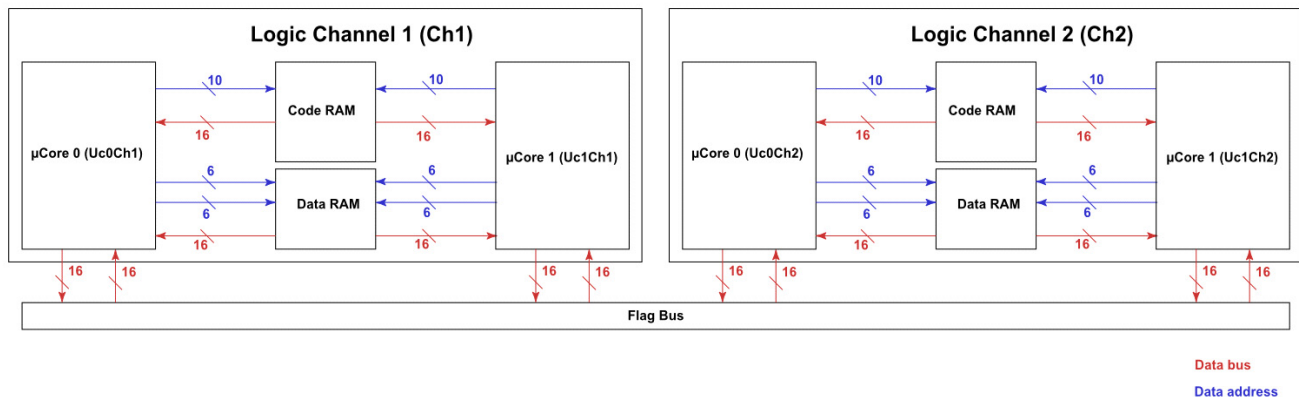 Logic Channel 1 (Ch1)
Logic Channel 2 (Ch2)
10
10
10
10
Code RAM
Code RAM
16
16
16
16
µCore 0 (Uc0Ch1)
µCore 1 (Uc1Ch1)
µCore 0 (Uc0Ch2)
µCore 1 (Uc1Ch2)
6
6
6
6
Data RAM
Data RAM
6
6
6
6
16
16
16
16
16
16
16
16
16
16
16
16
Flag Bus
Data bus
Data address